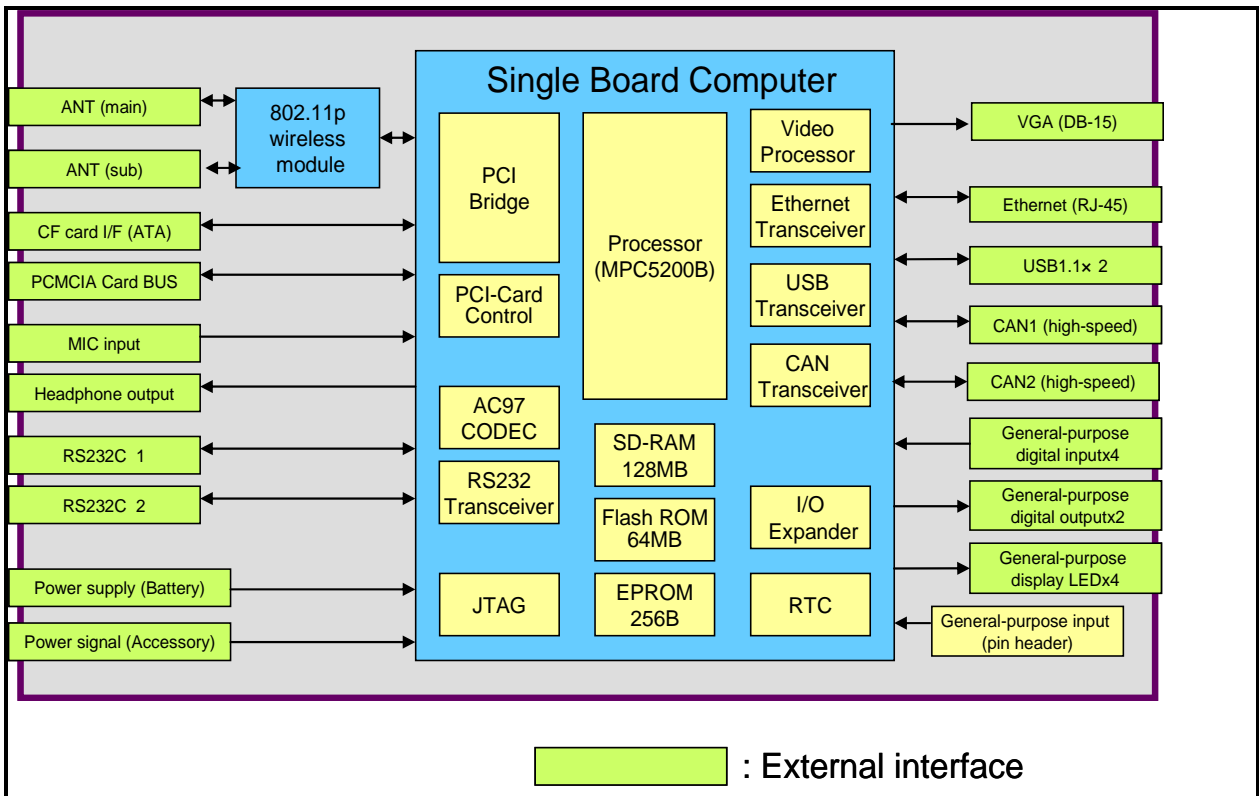 Single Board Computer
ANT (main)
ANT (sub)
CF card I/F (ATA)
PCMCIA Card BUS
MIC input
Headphone output
RS232C 1
RS232C 2
Power supply (Battery)
Power signal (Accessory)
802.11p
wireless
module
PCI
Bridge
PCI-Card
Control
AC97
CODEC
RS232
Transceiver
JTAG
Processor
(MPC5200B)
SD-RAM
128MB
Flash ROM
64MB
EPROM
256B
Video
Processor
Ethernet
Transceiver
USB
Transceiver
CAN
Transceiver
I/O
Expander
RTC
VGA (DB-15)
Ethernet (RJ-45)
USB1.1× 2
CAN1 (high-speed)
CAN2 (high-speed)
General-purpose
digital inputx4
General-purpose
digital outputx2
General-purpose
display LEDx4
General-purpose input
(pin header)
: External interface